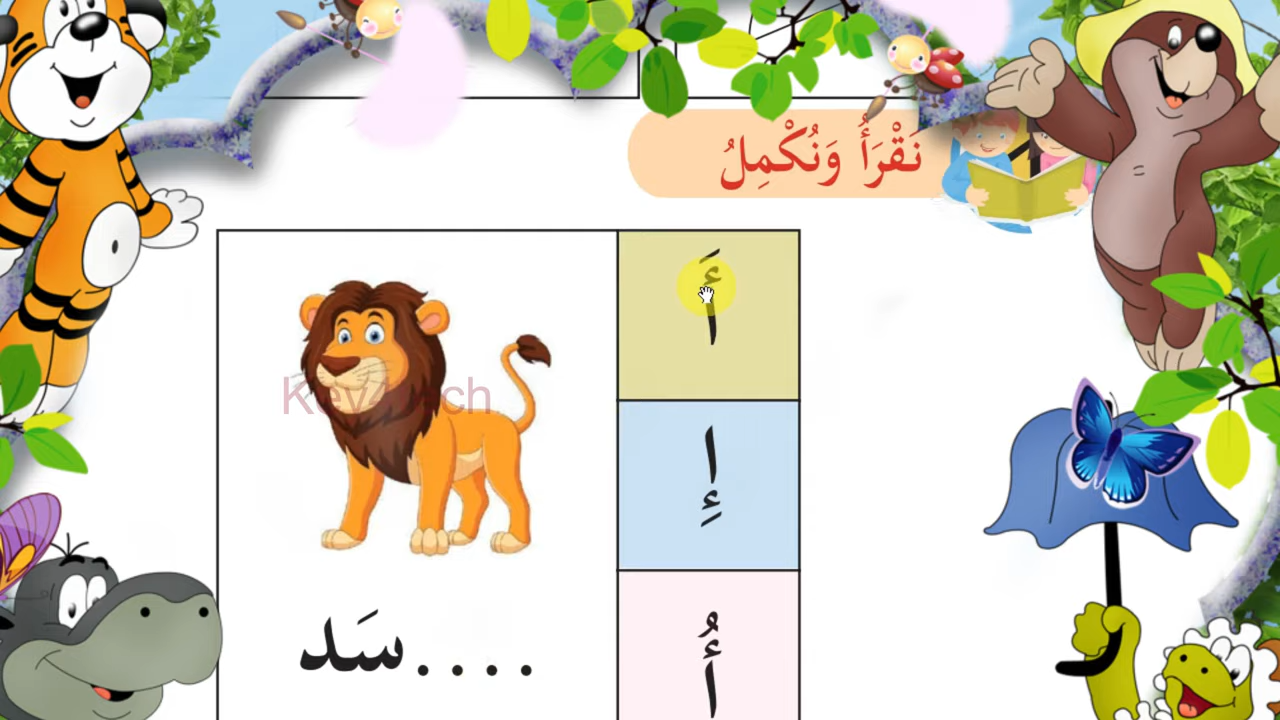 نَقْرَأُ وَنُكْمِلُ
أَ
إِ
أُ
....سَد